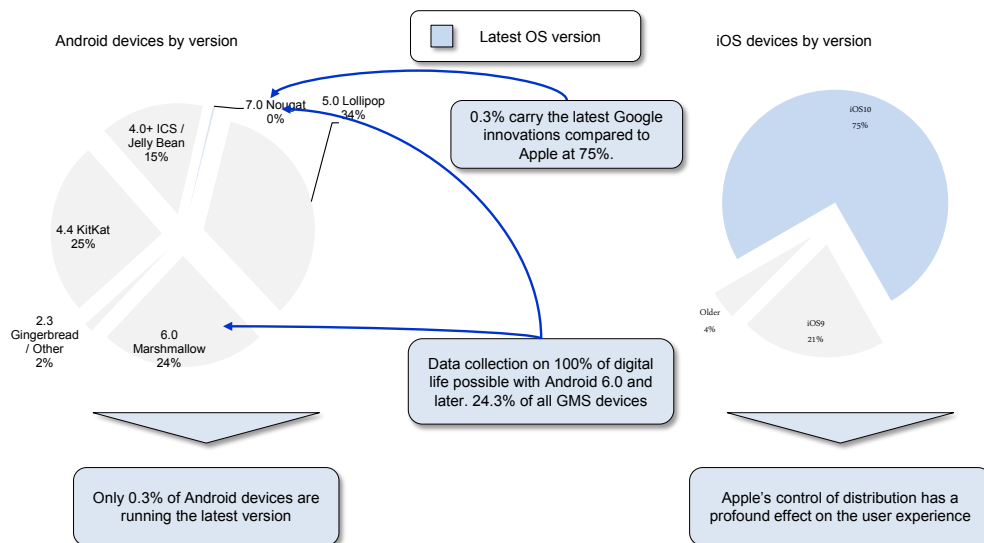 Latest OS version
Android devices by version
iOS devices by version
7.0 Nougat
0%
5.0 Lollipop
34%
4.0+ ICS /
Jelly Bean
15%
4.4 KitKat
25%
2.3
Gingerbread
/ Other
2%
6.0
Marshmallow
24%
0.3% carry the latest Google
innovations compared to
Apple at 75%.
iOS10
75%
Older
4%
iOS9
21%
Data collection on 100% of digital
life possible with Android 6.0 and
later. 24.3% of all GMS devices
Only 0.3% of Android devices are
running the latest version
Apple’s control of distribution has a
profound effect on the user experience